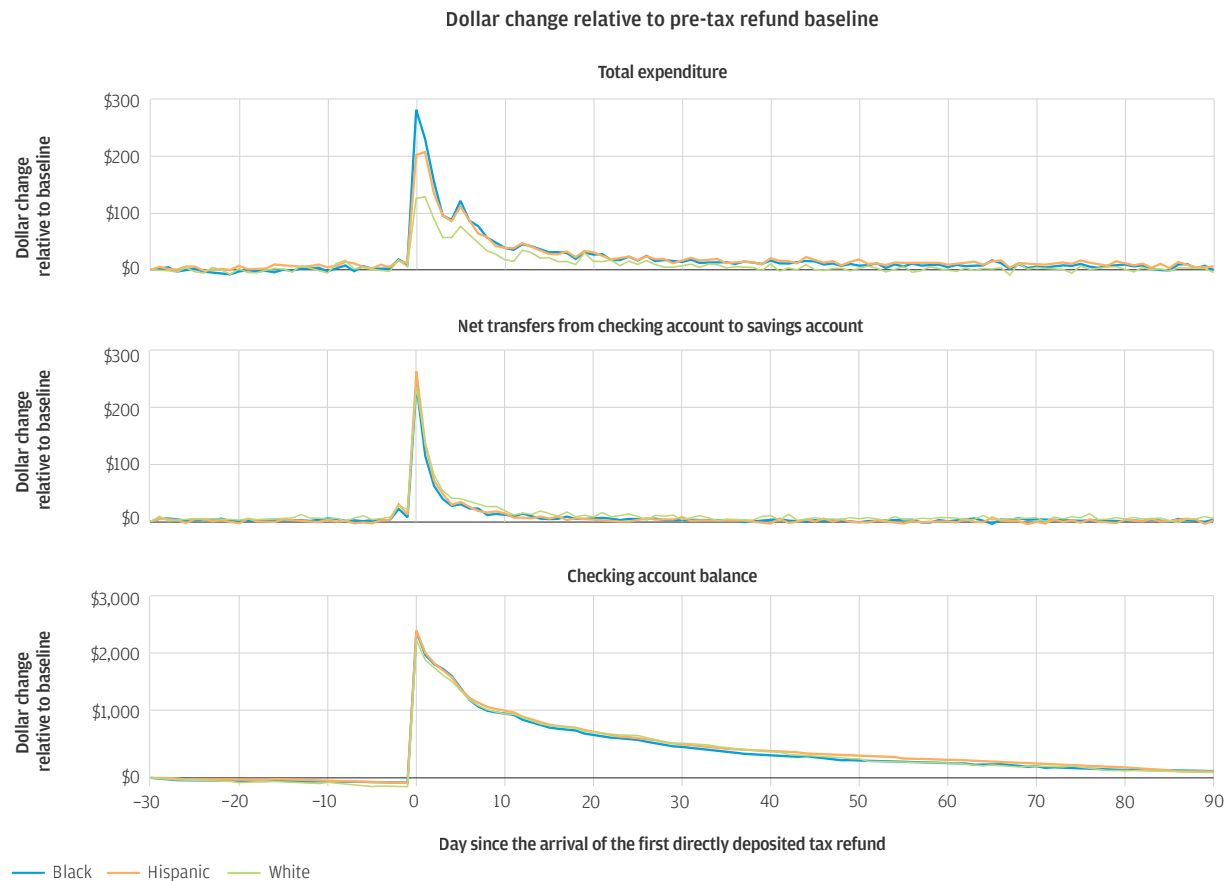 Dollar change relative to pre-tax refund baseline
Total expenditure
Dollar change
relative to baseline
$300
$200
$100
$0
Net transfers from checking account to savings account
Dollar change
relative to baseline
$300
$200
$100
$0
Checking account balance
Dollar change
relative to baseline
$3,000
$2,000
$1,000
$0
−30 −20 −10 0 10 20 30 40 50 60 70 80 90
Day since the arrival of the first directly deposited tax refund
Black Hispanic White